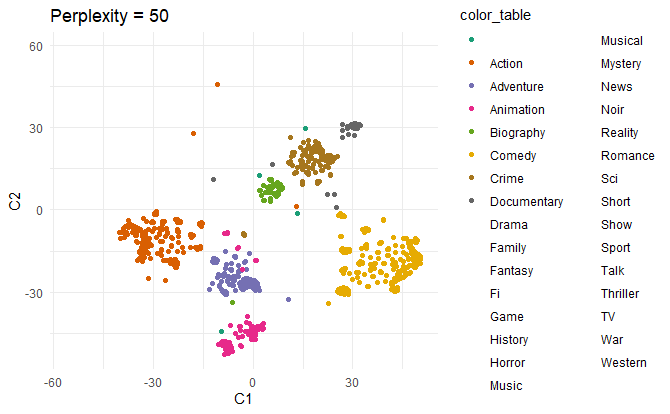 Perplexity = 50
60
30
0
-30
C2
-60
-30
0
30
C1
color_table
Action
Adventure
Animation
Biography
Comedy
Crime
Documentary
Drama
Family
Fantasy
Fi
Game
History
Horror
Music
Musical
Mystery
News
Noir
Reality
Romance
Sci
Short
Show
Sport
Talk
Thriller
TV
War
Western